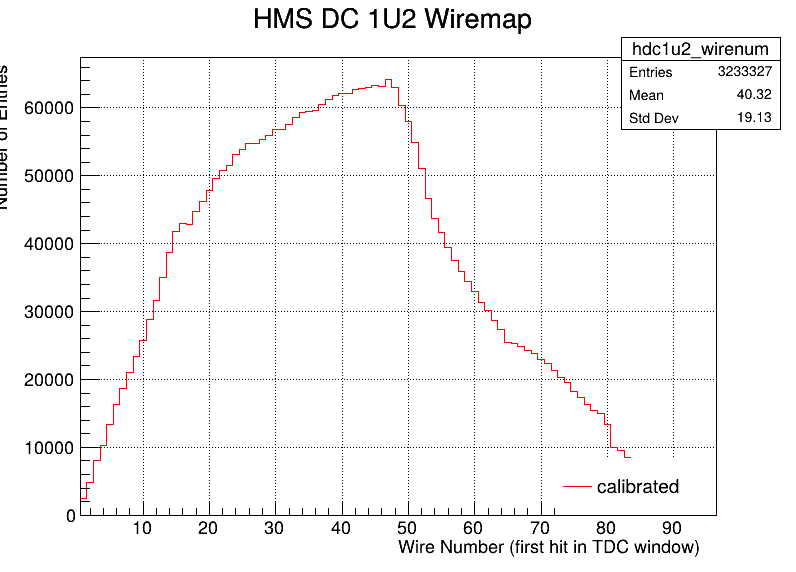 HMS DC 1U2 Wiremap
hdc1u2_wirenum
Entries 3233327
Mean 40.32
Std Dev 19.13
Number of Entries
60000
50000
40000
30000
20000
10000
0
10 20 30 40 50 60 70 80 90
calibrated
Wire Number (first hit in TDC window)